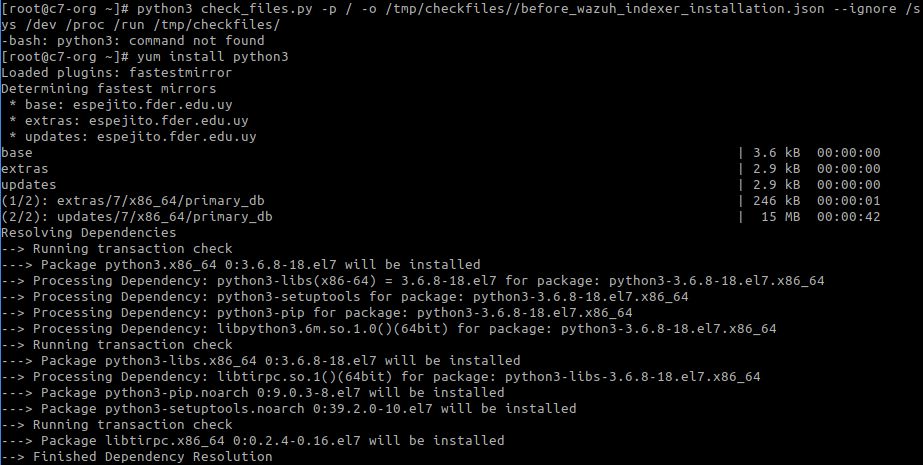 [root@c7-org ~]# python3 check_files.py -p / -o /tmp/checkfiles//before_wazuh_indexer_installation.json --ignore /s
ys /dev /proc /run /tmp/checkfiles/
-bash: python3: command not found
[root@c7-org ~]# yum install python3
Loaded plugins: fastestmirror
Determining fastest mirrors
 * base: espejito.fder.edu.uy
 * extras: espejito.fder.edu.uy
 * updates: espejito.fder.edu.uy
base | 3.6 kB 00:00:00
extras | 2.9 kB 00:00:00
updates | 2.9 kB 00:00:00
(1/2): extras/7/x86_64/primary_db | 246 kB 00:00:01
(2/2): updates/7/x86_64/primary_db | 15 MB 00:00:42
Resolving Dependencies
--> Running transaction check
---> Package python3.x86_64 0:3.6.8-18.el7 will be installed
--> Processing Dependency: python3-libs(x86-64) = 3.6.8-18.el7 for package: python3-3.6.8-18.el7.x86_64
--> Processing Dependency: python3-setuptools for package: python3-3.6.8-18.el7.x86_64
--> Processing Dependency: python3-pip for package: python3-3.6.8-18.el7.x86_64
--> Processing Dependency: libpython3.6m.so.1.0()(64bit) for package: python3-3.6.8-18.el7.x86_64
--> Running transaction check
---> Package python3-libs.x86_64 0:3.6.8-18.el7 will be installed
--> Processing Dependency: libtirpc.so.1()(64bit) for package: python3-libs-3.6.8-18.el7.x86_64
---> Package python3-pip.noarch 0:9.0.3-8.el7 will be installed
---> Package python3-setuptools.noarch 0:39.2.0-10.el7 will be installed
--> Running transaction check
---> Package libtirpc.x86_64 0:0.2.4-0.16.el7 will be installed
--> Finished Dependency Resolution